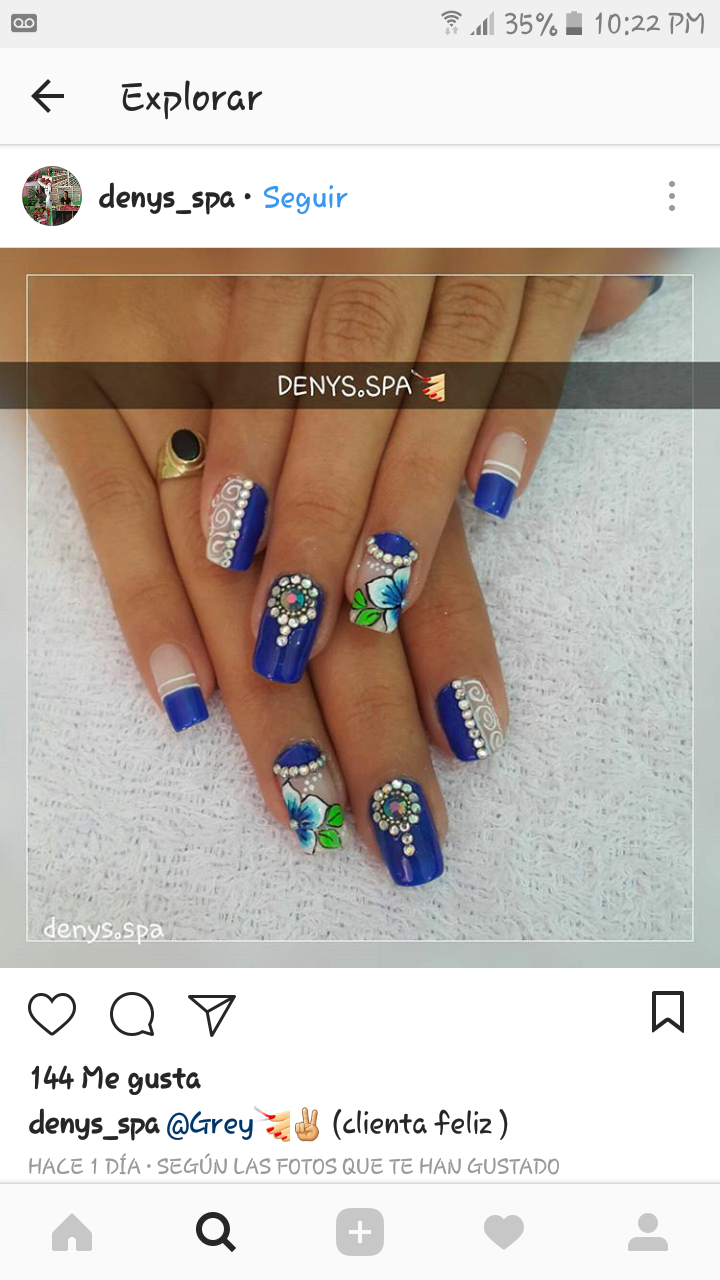 35% 10:22 PM
Explorar
denys_spa • Seguir
DENYS.SPA💅
denys.spa
144 Me gusta
denys_spa @Grey💅✌ (clienta feliz )
HACE 1 DÍA • SEGÚN LAS FOTOS QUE TE HAN GUSTADO